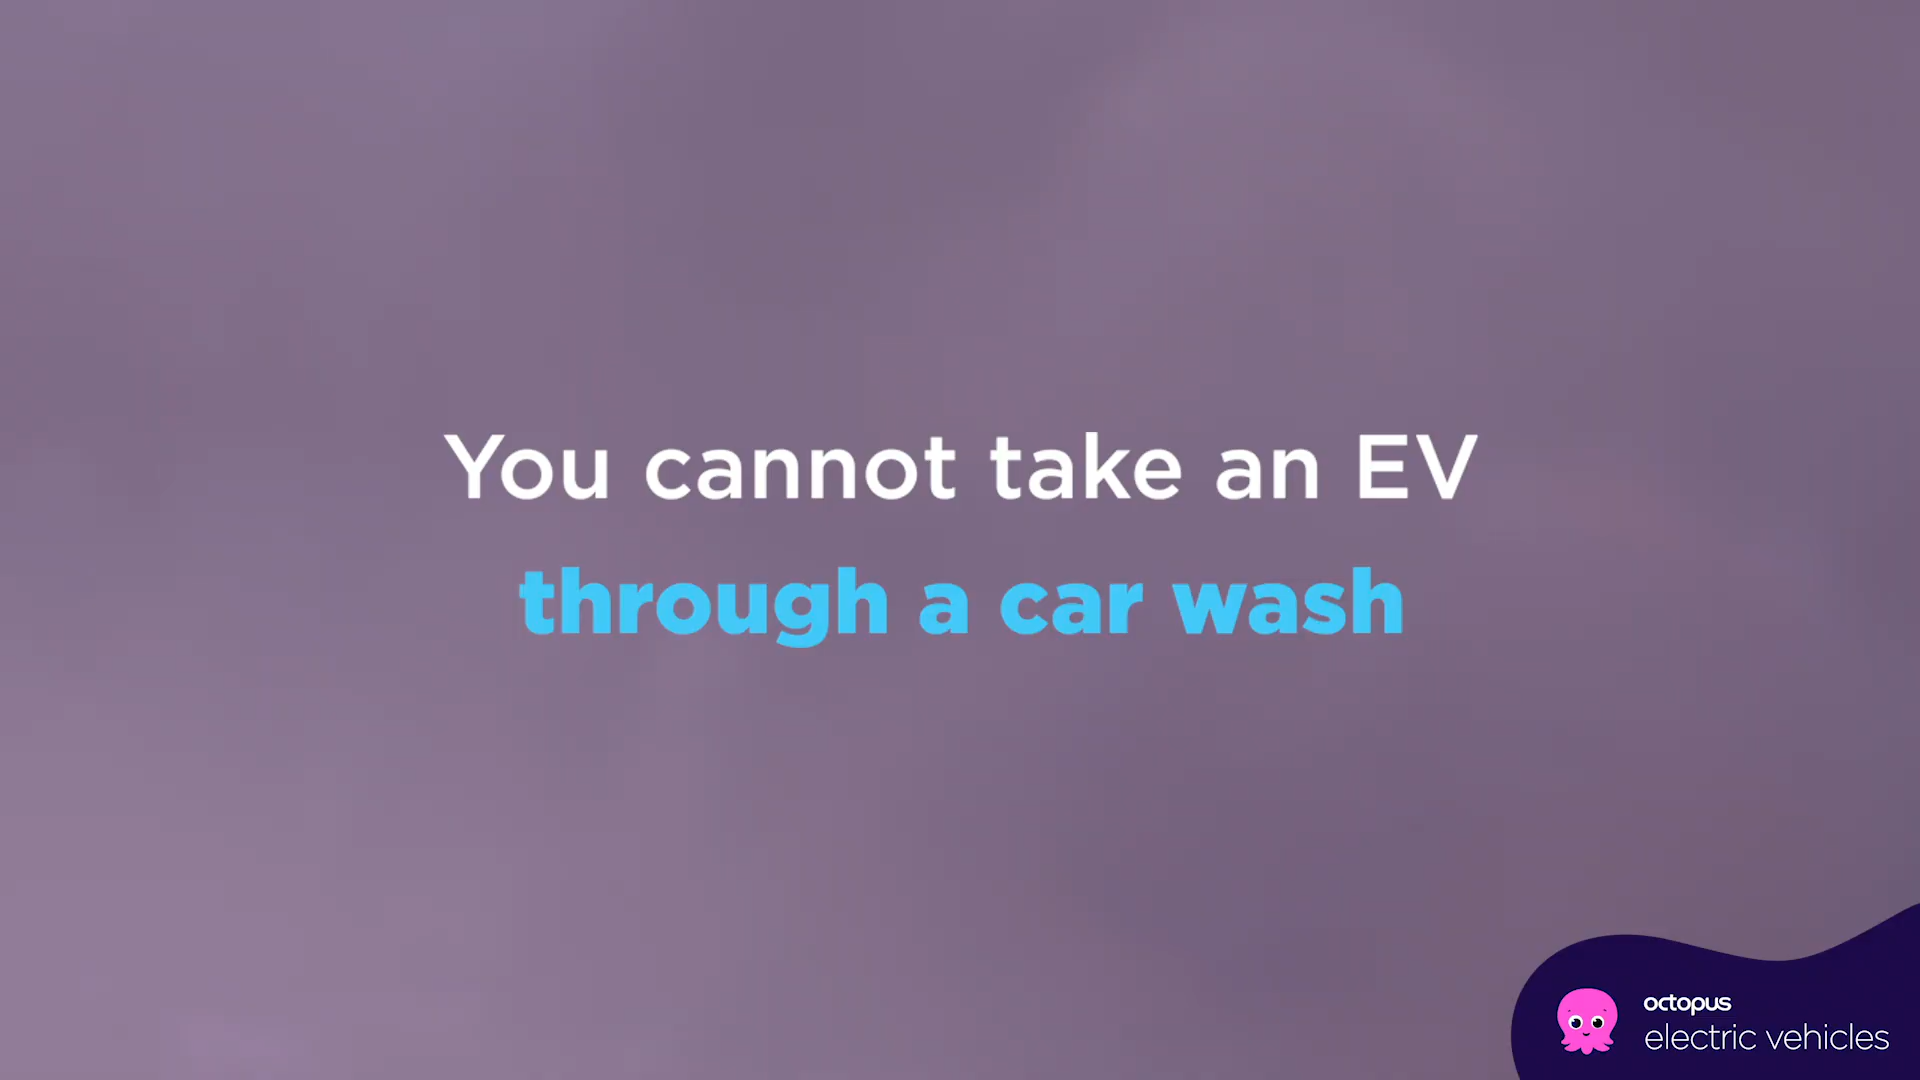 You cannot take an EV
through a car wash
octopus
electric vehicles